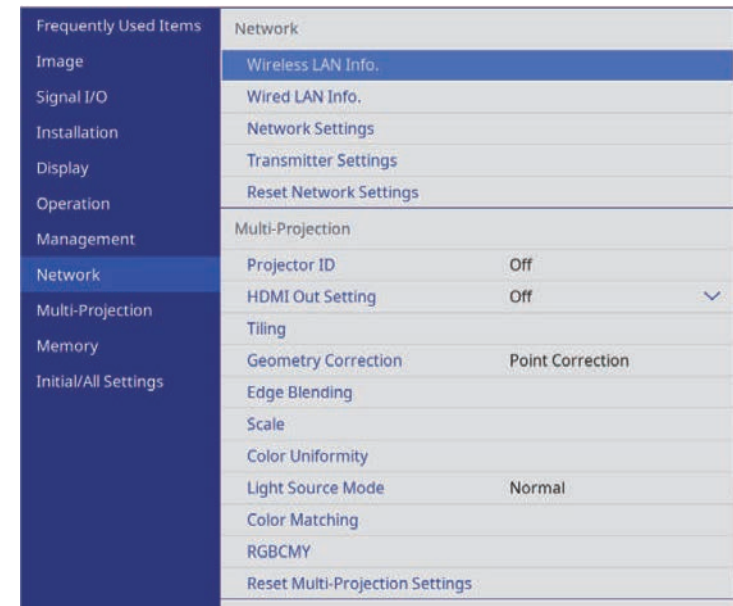 Frequently Used Items
Image
Signal I/O
Installation
Display
Operation
Management
Network
Multi-Projection
Memory
Initial/All Settings
Network
Wireless LAN Info.
Wired LAN Info.
Network Settings
Transmitter Settings
Reset Network Settings
Multi-Projection
Projector ID Off
HDMI Out Setting Off
Tiling
Geometry Correction Point Correction
Edge Blending
Scale
Color Uniformity
Light Source Mode Normal
Color Matching
RGBCMY
Reset Multi-Projection Settings